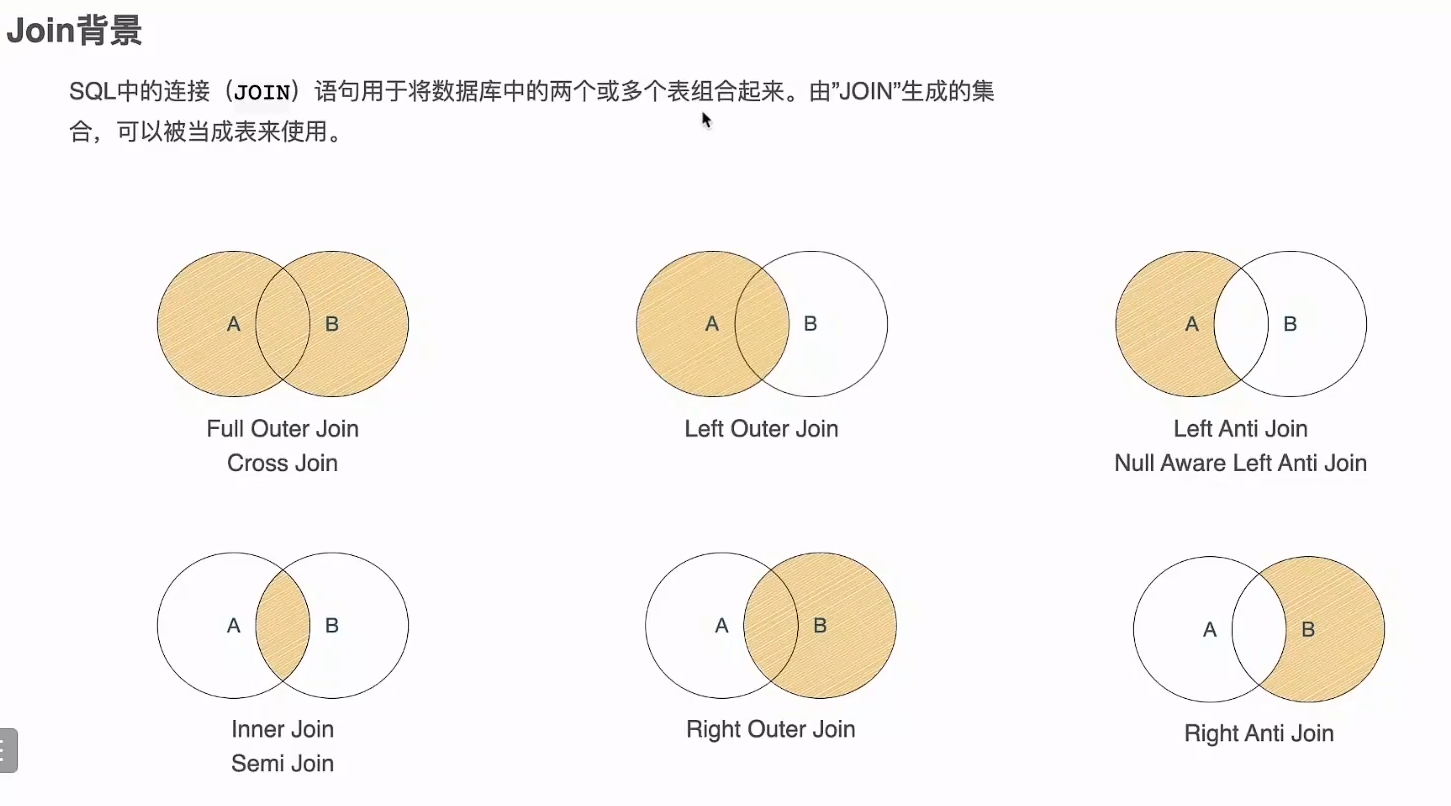 Join背景
SQL中的连接（JOIN）语句用于将数据库中的两个或多个表组合起来。由”JOIN”生成的集
合，可以被当成表来使用。
A B
Full Outer Join
Cross Join
A B
Left Outer Join
A B
Left Anti Join
Null Aware Left Anti Join
A B
Inner Join
Semi Join
A B
Right Outer Join
A B
Right Anti Join